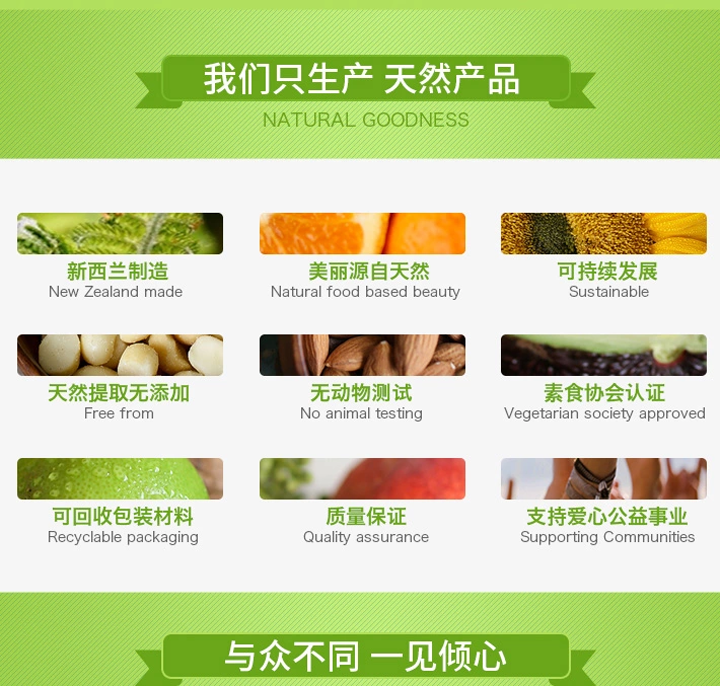 我们只生产 天然产品
NATURAL GOODNESS
新西兰制造
New Zealand made
美丽源自天然
Natural food based beauty
可持续发展
Sustainable
天然提取无添加
Free from
无动物测试
No animal testing
素食协会认证
Vegetarian society approved
可回收包装材料
Recyclable packaging
质量保证
Quality assurance
支持爱心公益事业
Supporting Communities
与众不同 一见倾心